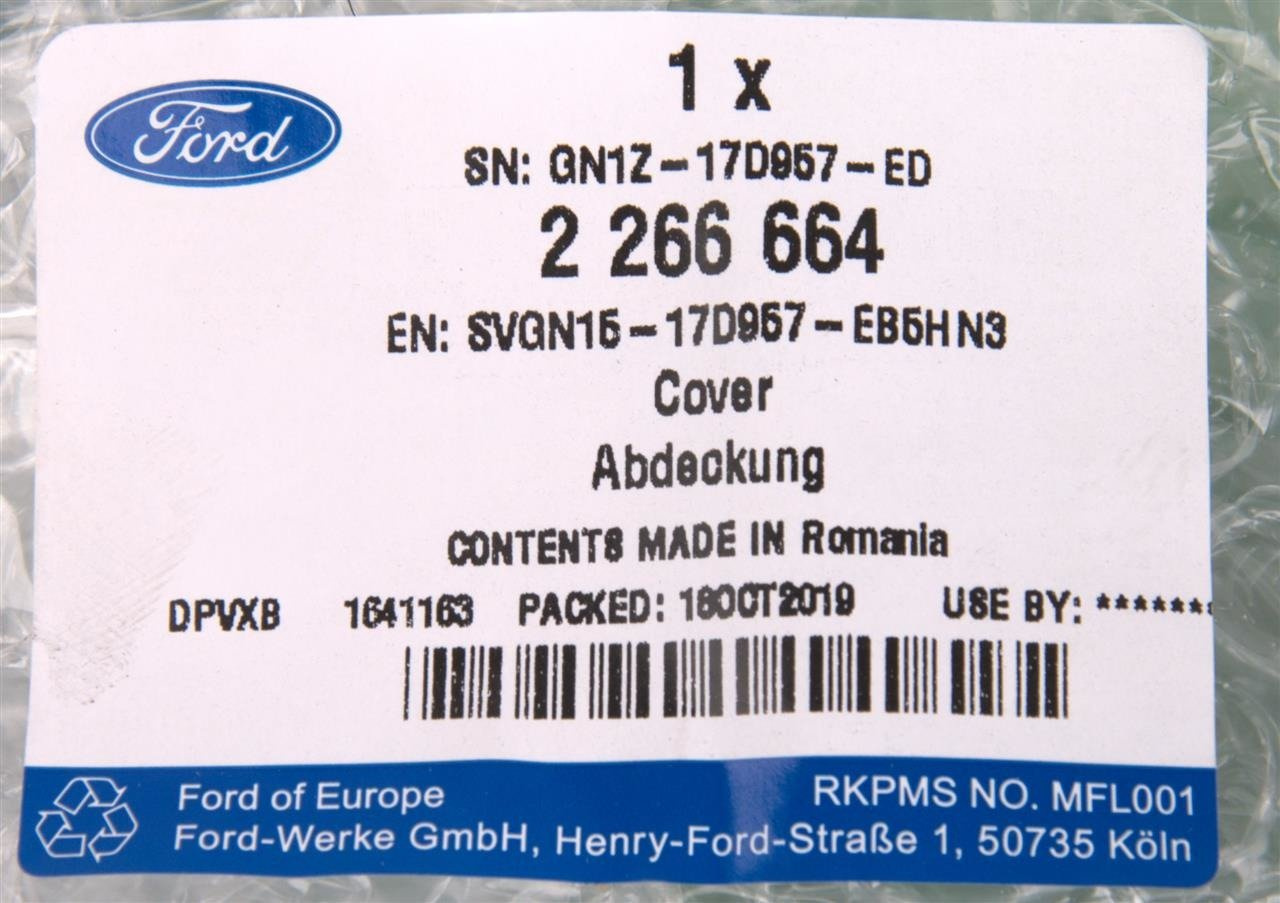 Ford
1 x
SN: GN1Z-17D957-ED
2 266 664
EN: SVGN15-17D957-EB5HN3
Cover
Abdeckung
CONTENTS MADE IN Romania
DPVXB 1641163 PACKED: 16OCT2019 USE BY: *******
Ford of Europe RKPMS NO. MFL001
Ford-Werke GmbH, Henry-Ford-Straße 1, 50735 Köln